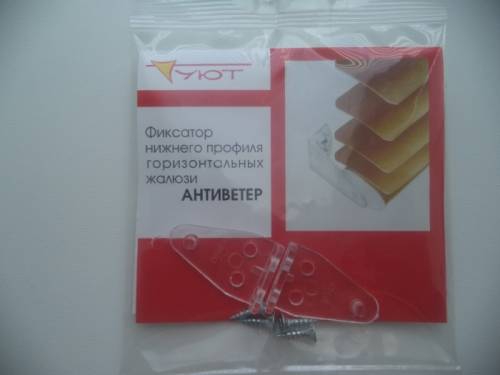 УЮТ
Фиксатор
нижнего профиля
горизонтальных
жалюзи
АНТИВЕТЕР